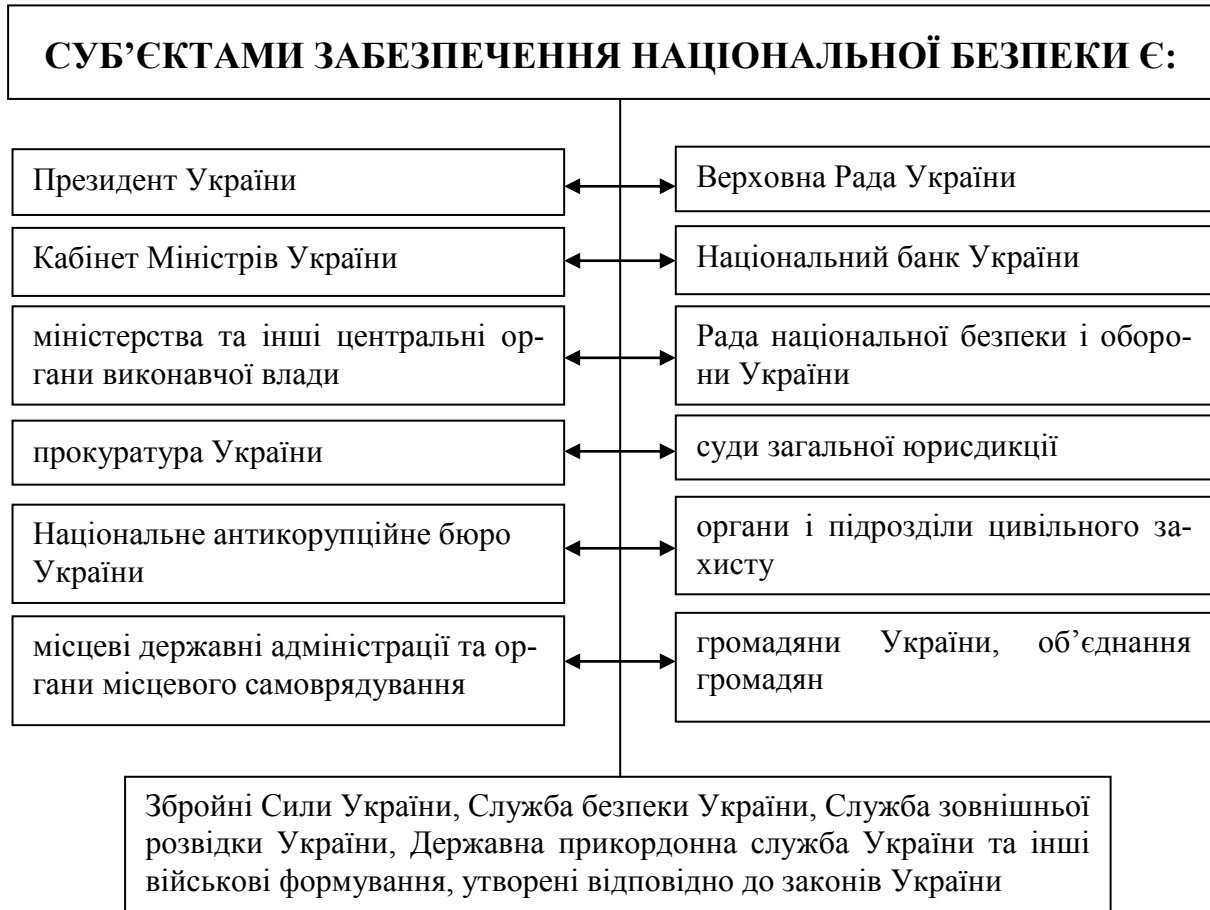 СУБ’ЄКТАМИ ЗАБЕЗПЕЧЕННЯ НАЦІОНАЛЬНОЇ БЕЗПЕКИ Є:
Президент України
Верховна Рада України
Кабінет Міністрів України
Національний банк України
міністерства та інші центральні ор-
гани виконавчої влади
Рада національної безпеки і оборо-
ни України
прокуратура України
суди загальної юрисдикції
Національне антикорупційне бюро
України
органи і підрозділи цивільного за-
хисту
місцеві державні адміністрації та ор-
гани місцевого самоврядування
громадяни України, об’єднання
громадян
Збройні Сили України, Служба безпеки України, Служба зовнішньої
розвідки України, Державна прикордонна служба України та інші
військові формування, утворені відповідно до законів України